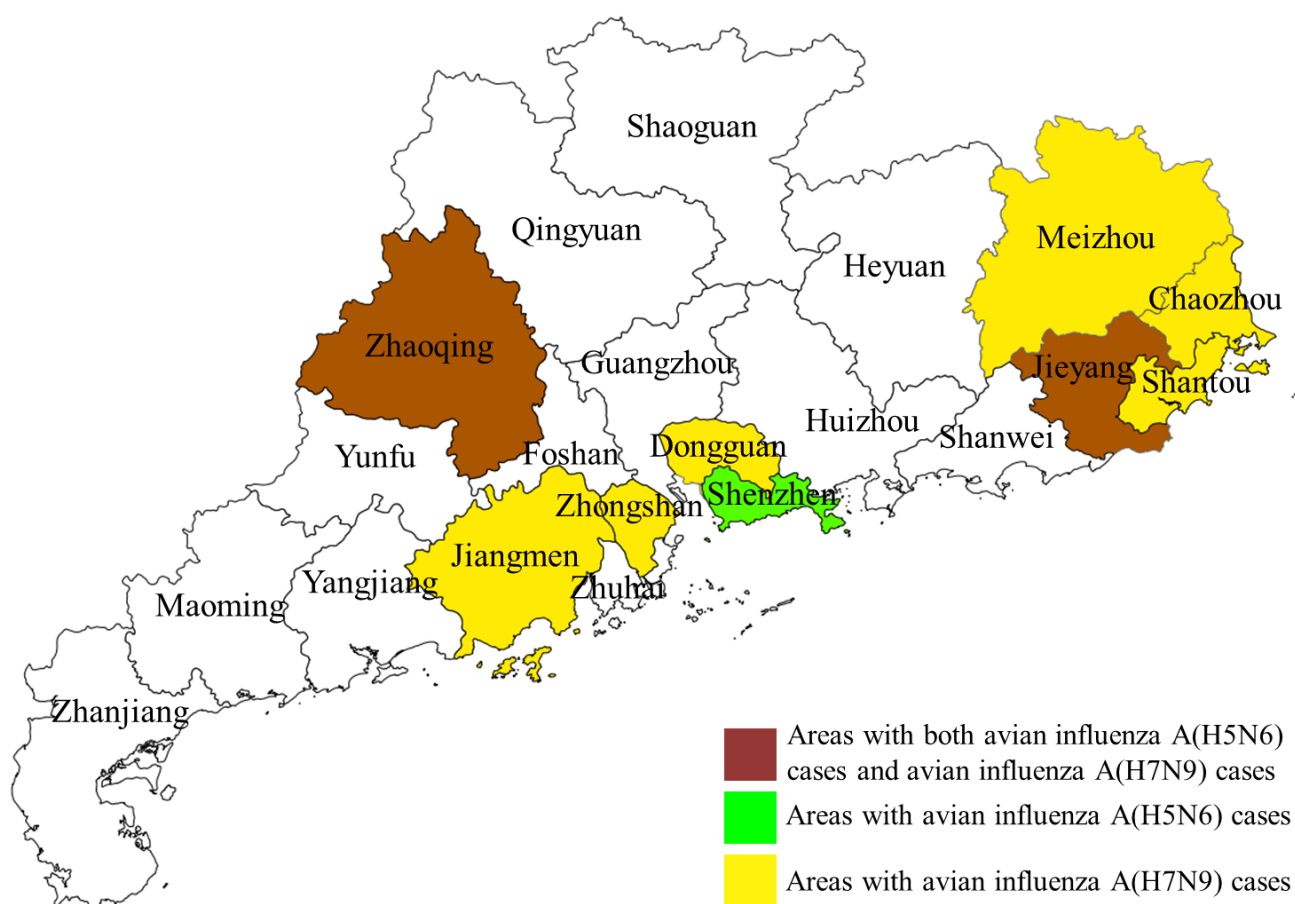 Shaoguan
Qingyuan
Meizhou
Heyuan
Chaozhou
Zhaoqing
Guangzhou
Jieyang
Shantou
Huizhou
Shanwei
Dongguan
Yunfu
Foshan
Shenzhen
Zhongshan
Jiangmen
Yangjiang
Zhuhai
Maoming
Zhanjiang
Areas with both avian influenza A(H5N6)
cases and avian influenza A(H7N9) cases
Areas with avian influenza A(H5N6) cases
Areas with avian influenza A(H7N9) cases